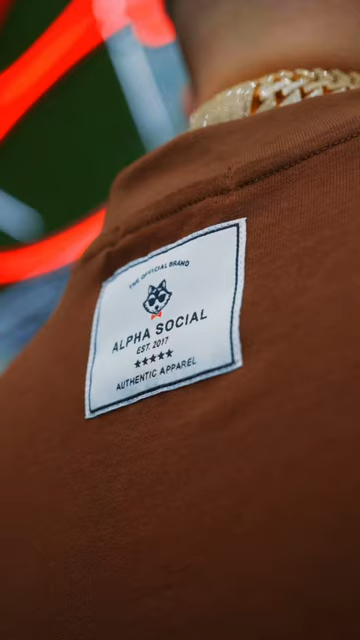 THE OFFICIAL BRAND
ALPHA SOCIAL
EST. 2017
★★★★★
AUTHENTIC APPAREL